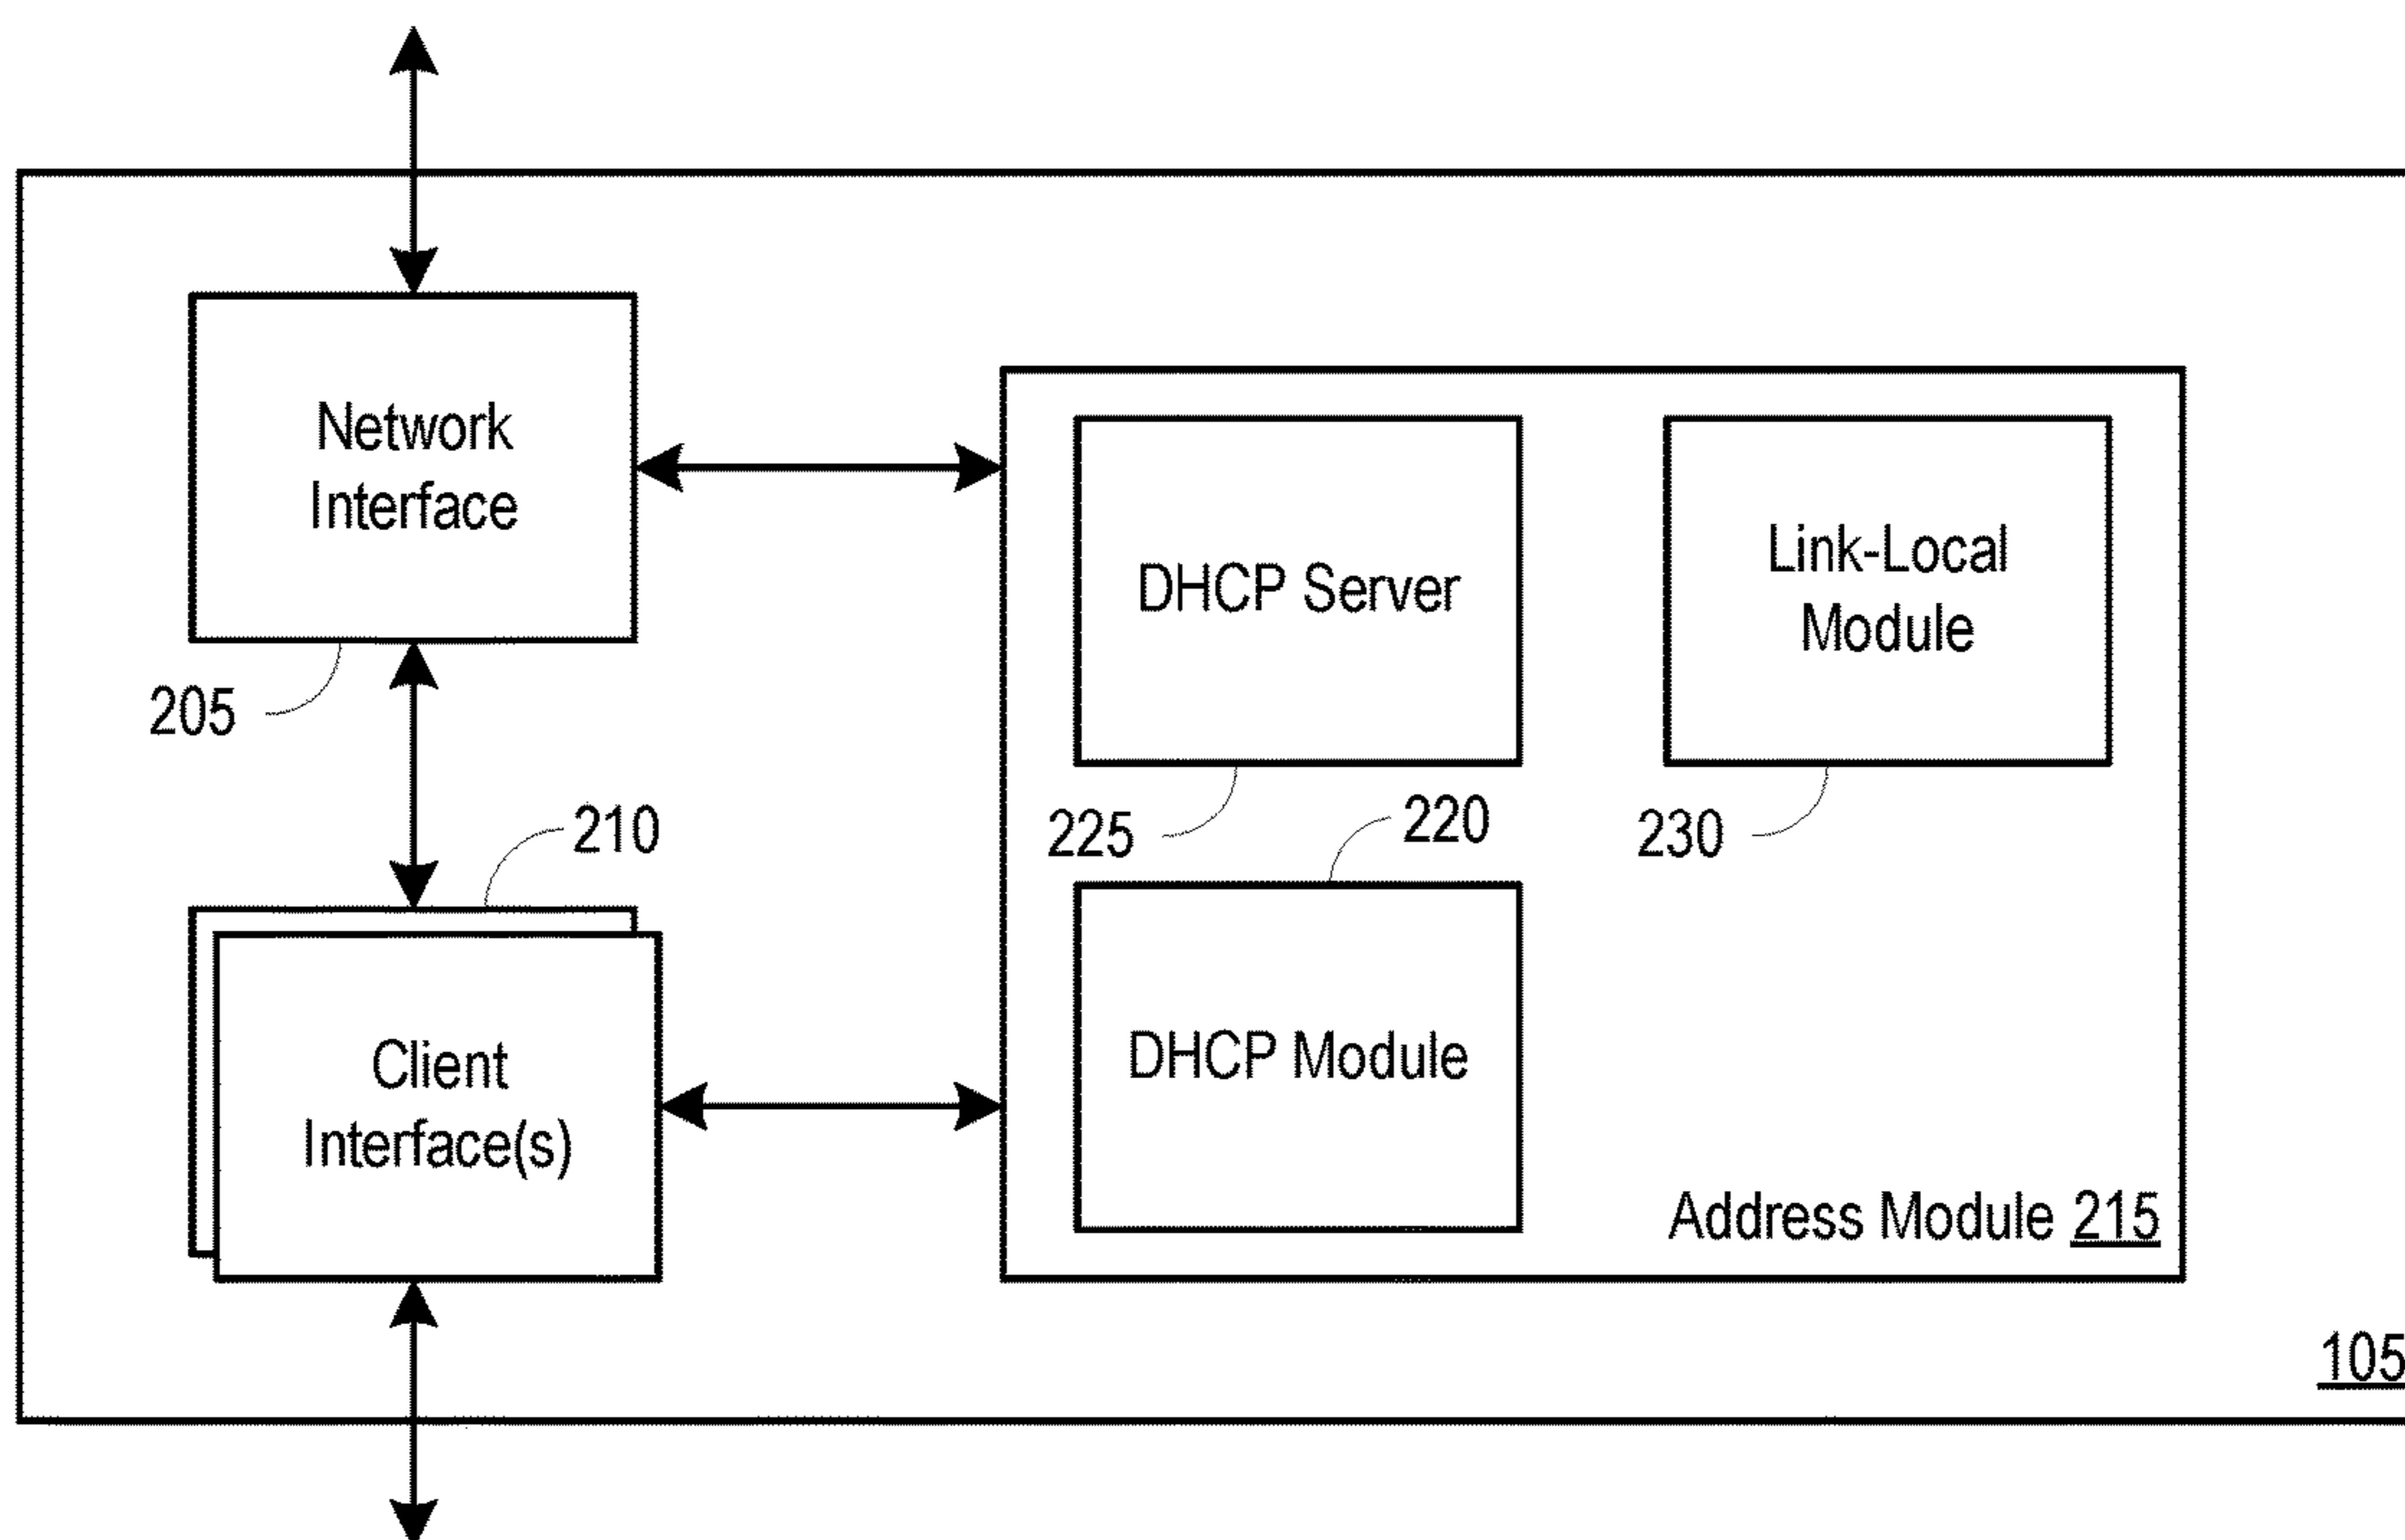 Network
Interface
205
210
Client
Interface(s)
DHCP Server
225
220
DHCP Module
Link-Local
Module
230
Address Module 215
105